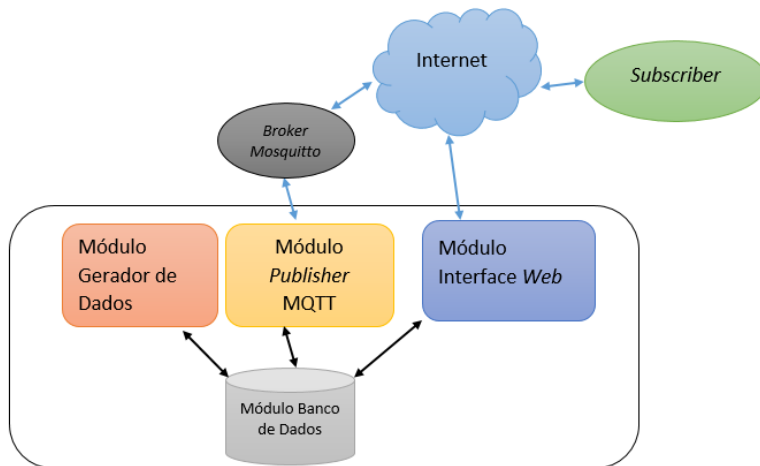 Internet
Subscriber
Broker
Mosquitto
Módulo
Gerador de
Dados
Módulo
Publisher
MQTT
Módulo
Interface Web
Módulo Banco
de Dados